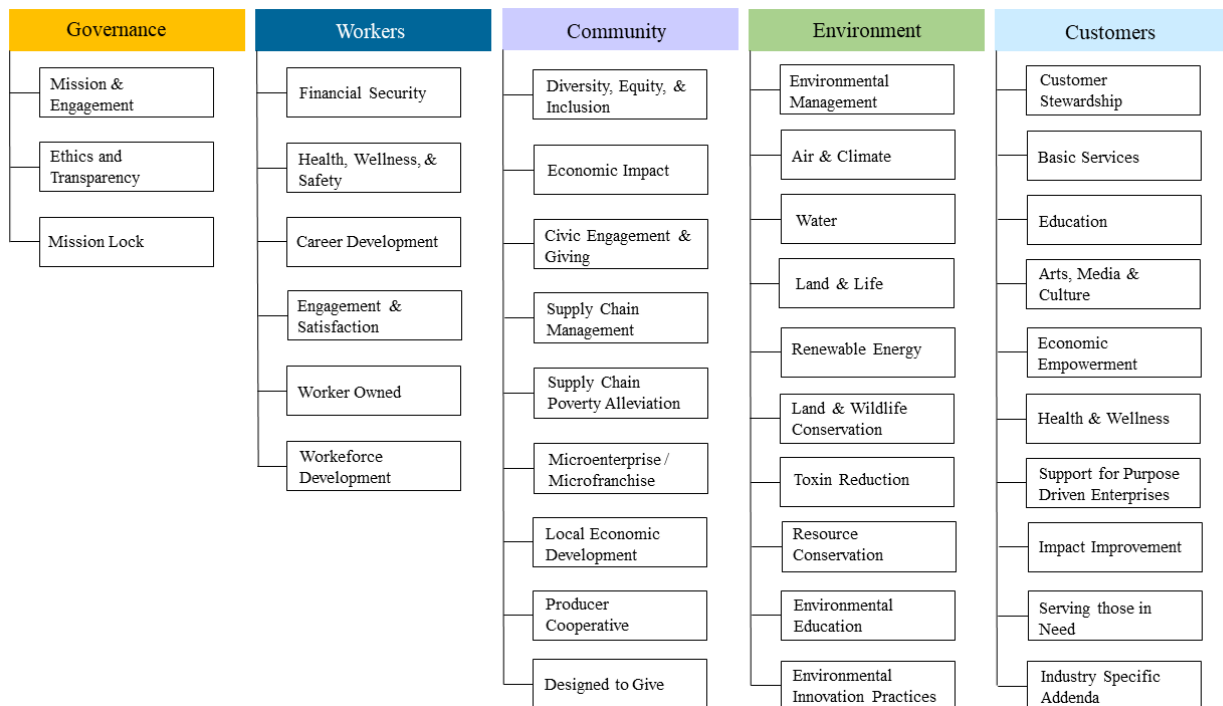 Governance
Mission &
Engagement
Ethics and
Transparency
Mission Lock
Workers
Financial Security
Health, Wellness, &
Safety
Career Development
Engagement &
Satisfaction
Worker Owned
Workeforce
Development
Community
Diversity, Equity, &
Inclusion
Economic Impact
Civic Engagement &
Giving
Supply Chain
Management
Supply Chain
Poverty Alleviation
Microenterprise /
Microfranchise
Local Economic
Development
Producer
Cooperative
Designed to Give
Environment
Environmental
Management
Air & Climate
Water
Land & Life
Renewable Energy
Land & Wildlife
Conservation
Toxin Reduction
Resource
Conservation
Environmental
Education
Environmental
Innovation Practices
Customers
Customer
Stewardship
Basic Services
Education
Arts, Media &
Culture
Economic
Empowerment
Health & Wellness
Support for Purpose
Driven Enterprises
Impact Improvement
Serving those in
Need
Industry Specific
Addenda